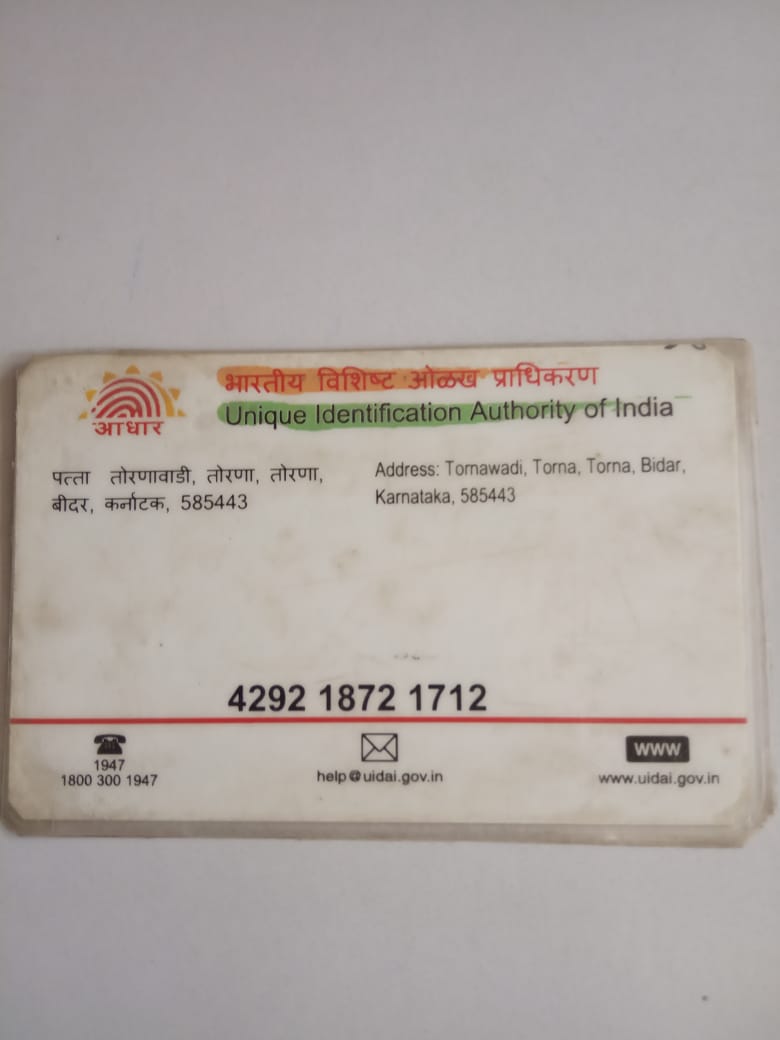 भारतीय विशिष्ट ओळख प्राधिकरण
Unique Identification Authority of India
आधार
पत्ता तोरणावाडी, तोरणा, तोरणा,
बीदर, कर्नाटक, 585443
Address: Tornawadi, Torna, Torna, Bidar,
Karnataka, 585443
4292 1872 1712
1947
1800 300 1947
help@uidai.gov.in
www
www.uidai.gov.in